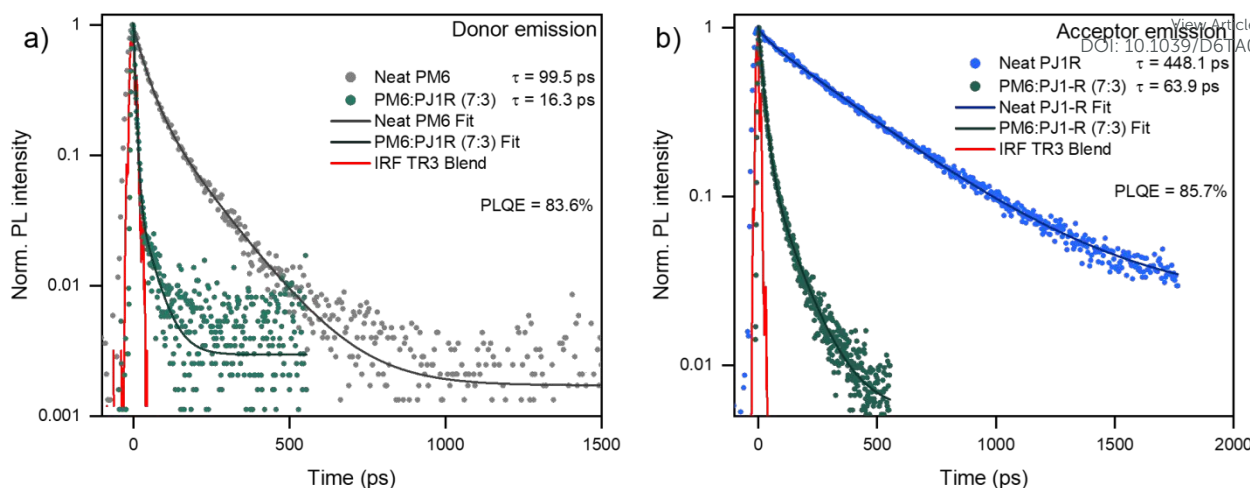 a)
Donor emission
Neat PM6 τ = 99.5 ps
PM6:PJ1R (7:3) τ = 16.3 ps
Neat PM6 Fit
PM6:PJ1R (7:3) Fit
IRF TR3 Blend
PLQE = 83.6%
Norm. PL intensity
1
0.1
0.01
0.001
0 500 1000 1500
Time (ps)
b)
View Article
Acceptor emission
DOI: 10.1039/D6TA0
Neat PJ1R τ = 448.1 ps
PM6:PJ1-R (7:3) τ = 63.9 ps
Neat PJ1-R Fit
PM6:PJ1-R (7:3) Fit
IRF TR3 Blend
PLQE = 85.7%
Norm. PL intensity
1
0.1
0.01
0 500 1000 1500 2000
Time (ps)